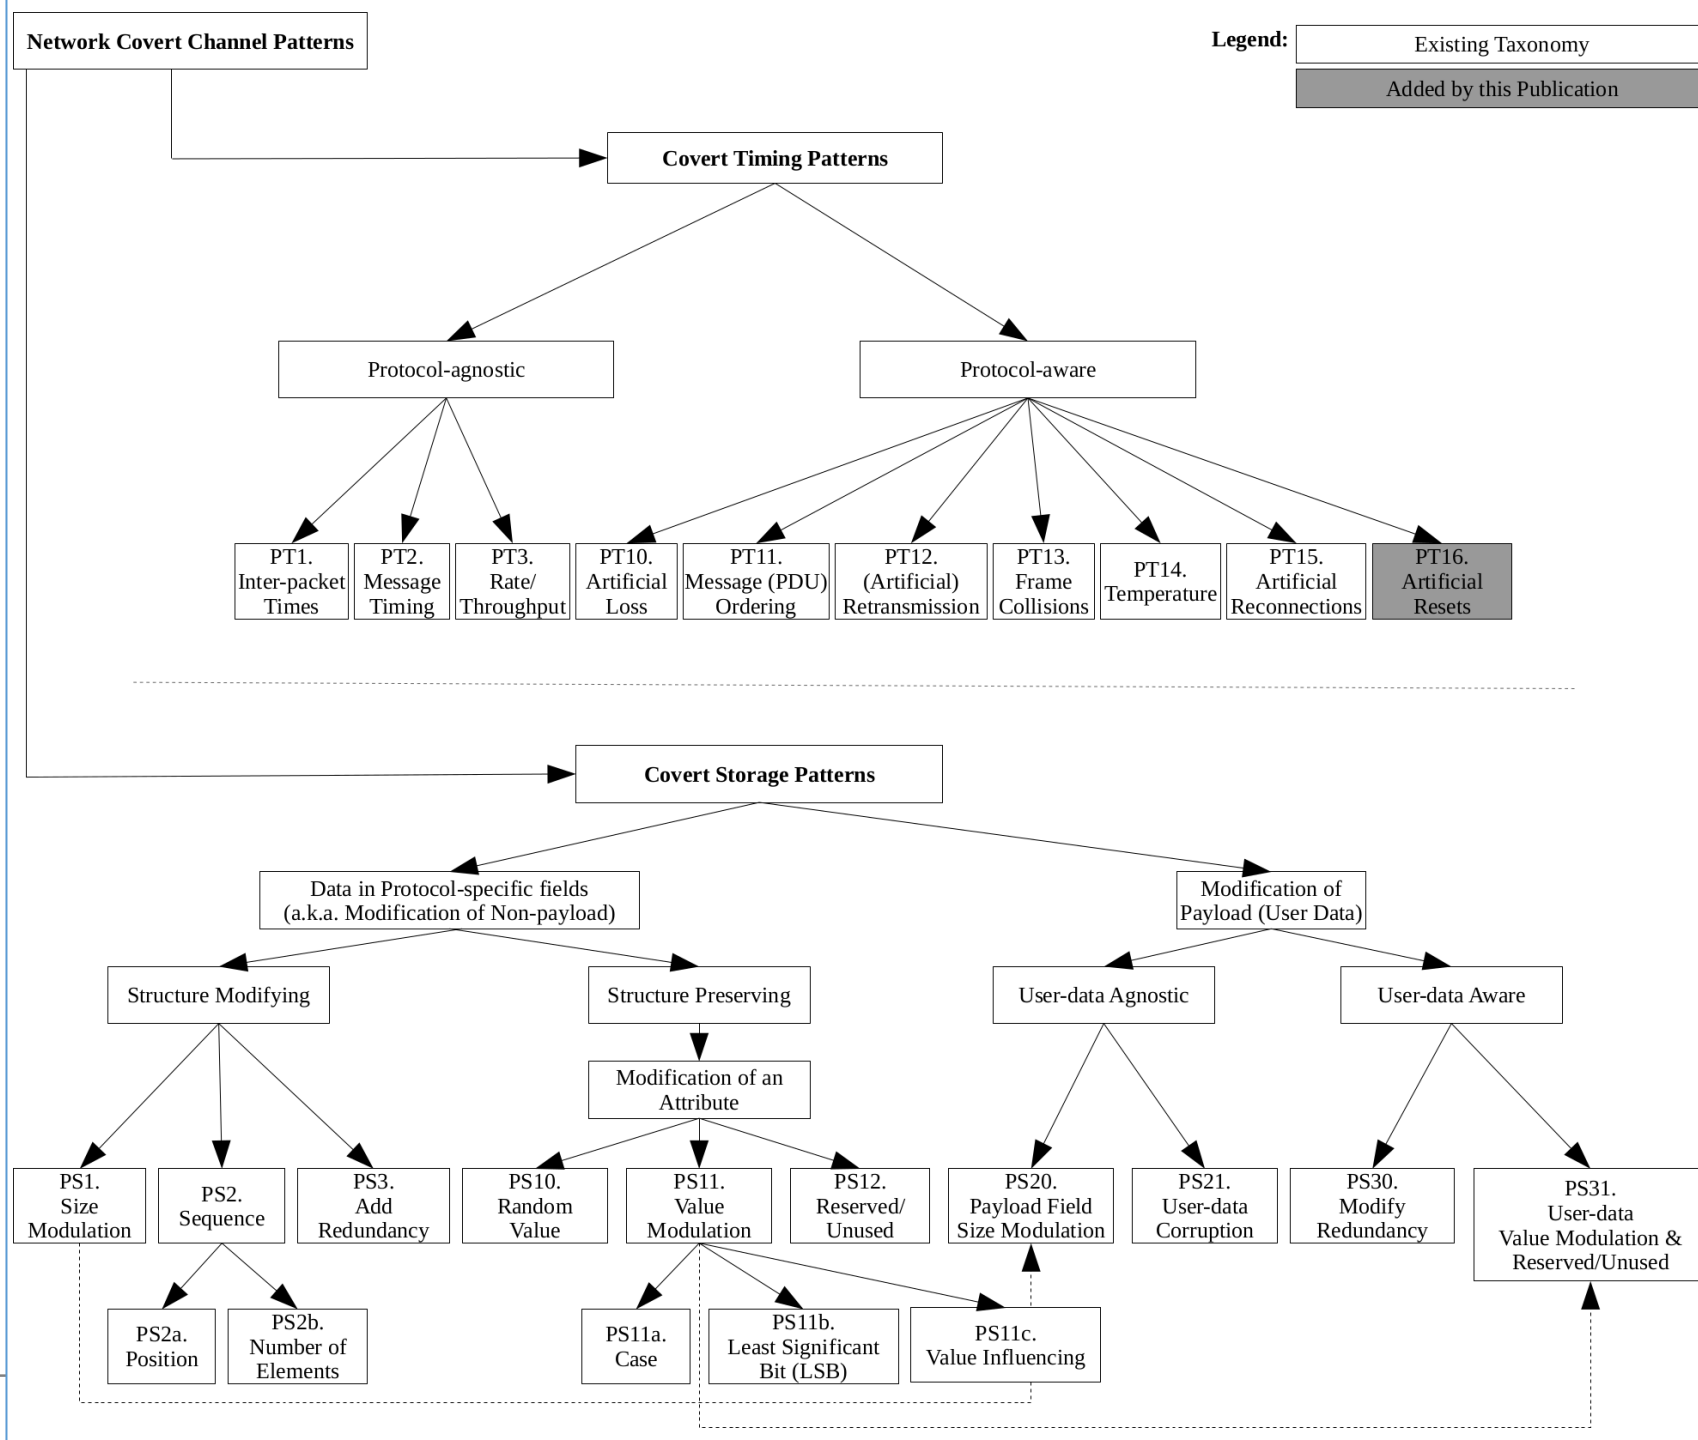 Network Covert Channel Patterns
Legend:
Existing Taxonomy
Added by this Publication
Covert Timing Patterns
Protocol-agnostic
Protocol-aware
PT1.
Inter-packet
Times
PT2.
Message
Timing
PT3.
Rate/
Throughput
PT10.
Artificial
Loss
PT11.
Message (PDU)
Ordering
PT12.
(Artificial)
Retransmission
PT13.
Frame
Collisions
PT14.
Temperature
PT15.
Artificial
Reconnections
PT16.
Artificial
Resets
Covert Storage Patterns
Data in Protocol-specific fields
(a.k.a. Modification of Non-payload)
Modification of
Payload (User Data)
Structure Modifying
Structure Preserving
User-data Agnostic
User-data Aware
Modification of an
Attribute
PS1.
Size
Modulation
PS2.
Sequence
PS3.
Add
Redundancy
PS10.
Random
Value
PS11.
Value
Modulation
PS12.
Reserved/
Unused
PS20.
Payload Field
Size Modulation
PS21.
User-data
Corruption
PS30.
Modify
Redundancy
PS31.
User-data
Value Modulation &
Reserved/Unused
PS2a.
Position
PS2b.
Number of
Elements
PS11a.
Case
PS11b.
Least Significant
Bit (LSB)
PS11c.
Value Influencing